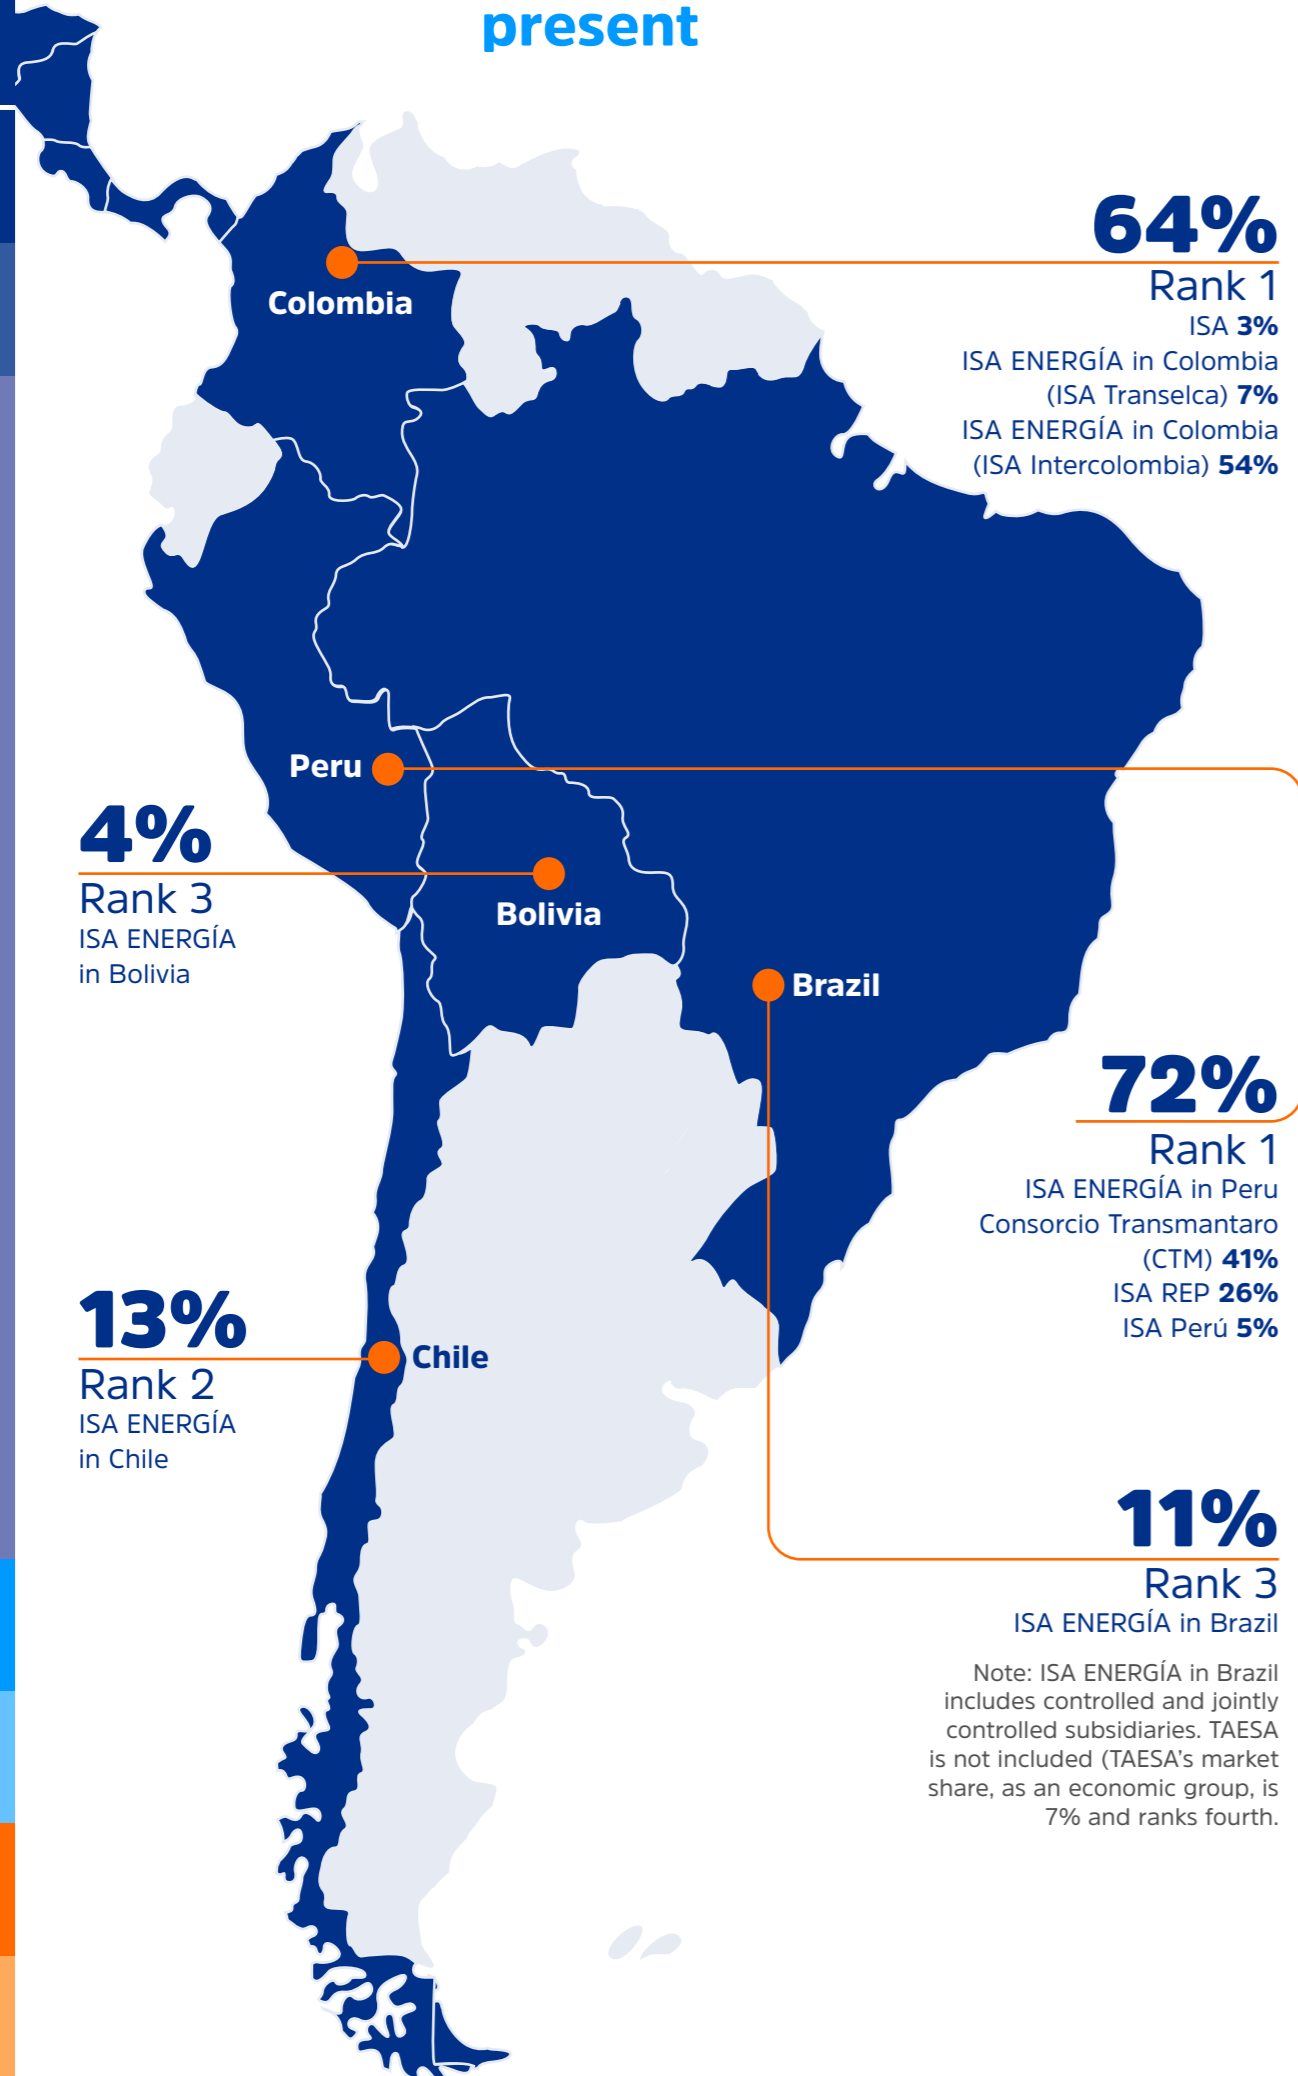 present
64%
Rank 1
ISA 3%
ISA ENERGÍA in Colombia
(ISA Transelca) 7%
ISA ENERGÍA in Colombia
(ISA Intercolombia) 54%
Colombia
Peru
4%
Rank 3
ISA ENERGÍA
in Bolivia
Bolivia
Brazil
72%
Rank 1
ISA ENERGÍA in Peru
Consorcio Transmantaro
(CTM) 41%
ISA REP 26%
ISA Perú 5%
13%
Rank 2
ISA ENERGÍA
in Chile
Chile
11%
Rank 3
ISA ENERGÍA in Brazil
Note: ISA ENERGÍA in Brazil
includes controlled and jointly
controlled subsidiaries. TAESA
is not included (TAESA’s market
share, as an economic group, is
7% and ranks fourth.